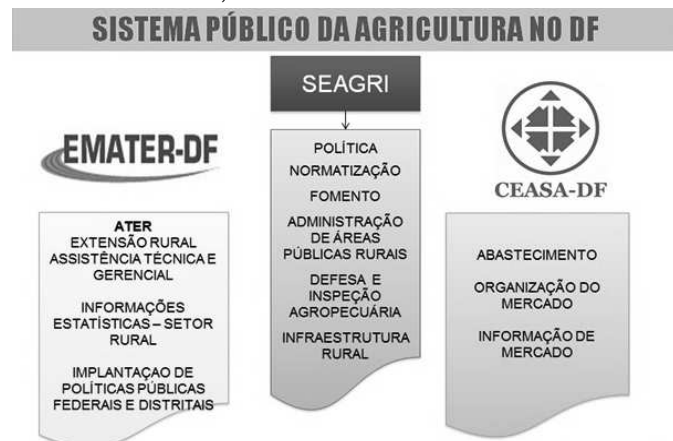 SISTEMA PÚBLICO DA AGRICULTURA NO DF
EMATER-DF
ATER
EXTENSÃO RURAL
ASSISTÊNCIA TÉCNICA E
GERENCIAL
INFORMAÇÕES
ESTATÍSTICAS – SETOR
RURAL
IMPLANTAÇAO DE
POLÍTICAS PÚBLICAS
FEDERAIS E DISTRITAIS
SEAGRI
POLÍTICA
NORMATIZAÇÃO
FOMENTO
ADMINISTRAÇÃO
DE ÁREAS
PÚBLICAS RURAIS
DEFESA E
INSPEÇÃO
AGROPECUÁRIA
INFRAESTRUTURA
RURAL
CEASA-DF
ABASTECIMENTO
ORGANIZAÇÃO DO
MERCADO
INFORMAÇÃO DE
MERCADO